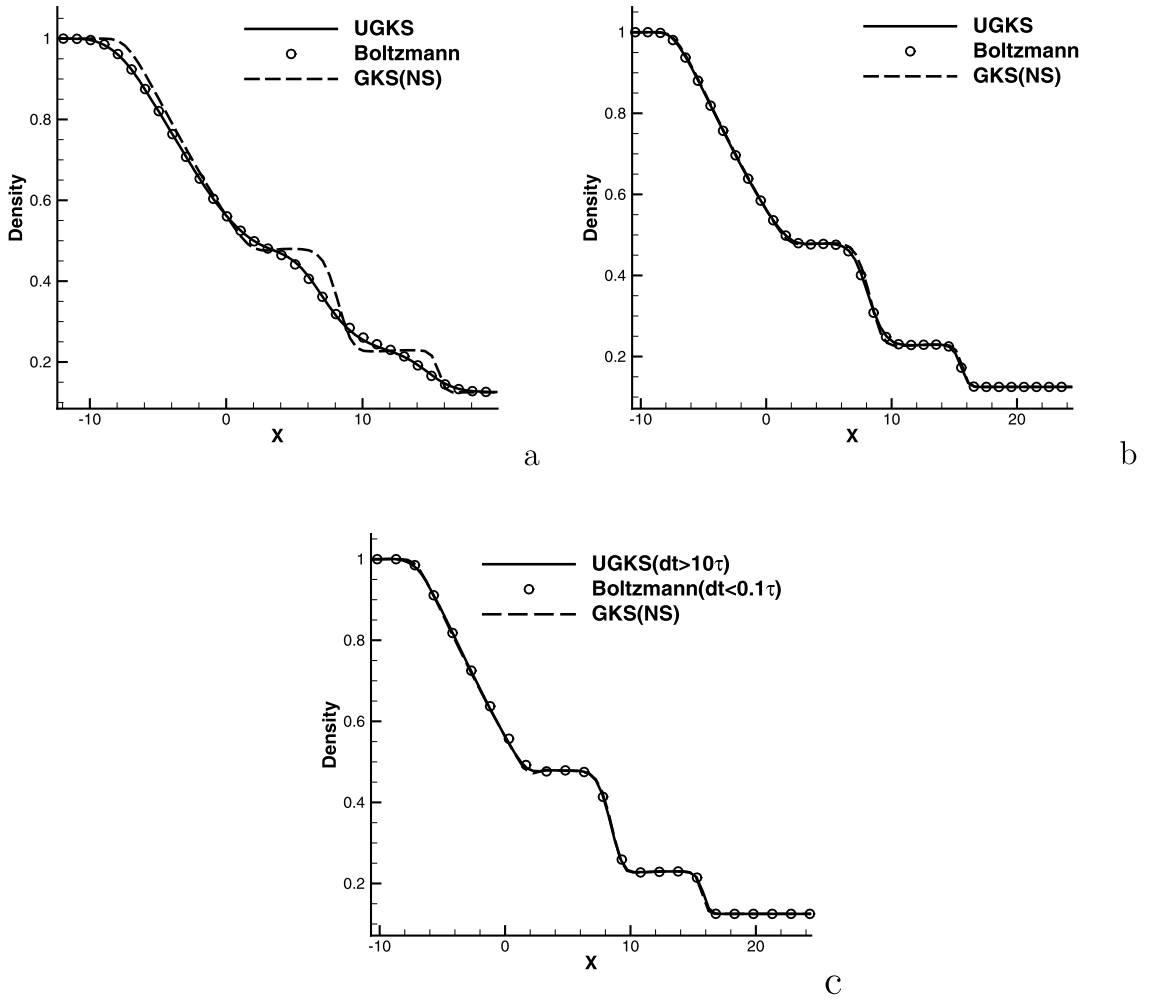 UGKS
Boltzmann
GKS(NS)
Density
1
0.8
0.6
0.4
0.2
-10
0
10
X
a
UGKS
Boltzmann
GKS(NS)
Density
1
0.8
0.6
0.4
0.2
-10
0
10
20
X
b
UGKS(dt>10τ)
Boltzmann(dt<0.1τ)
GKS(NS)
Density
1
0.8
0.6
0.4
0.2
-10
0
10
20
X
c